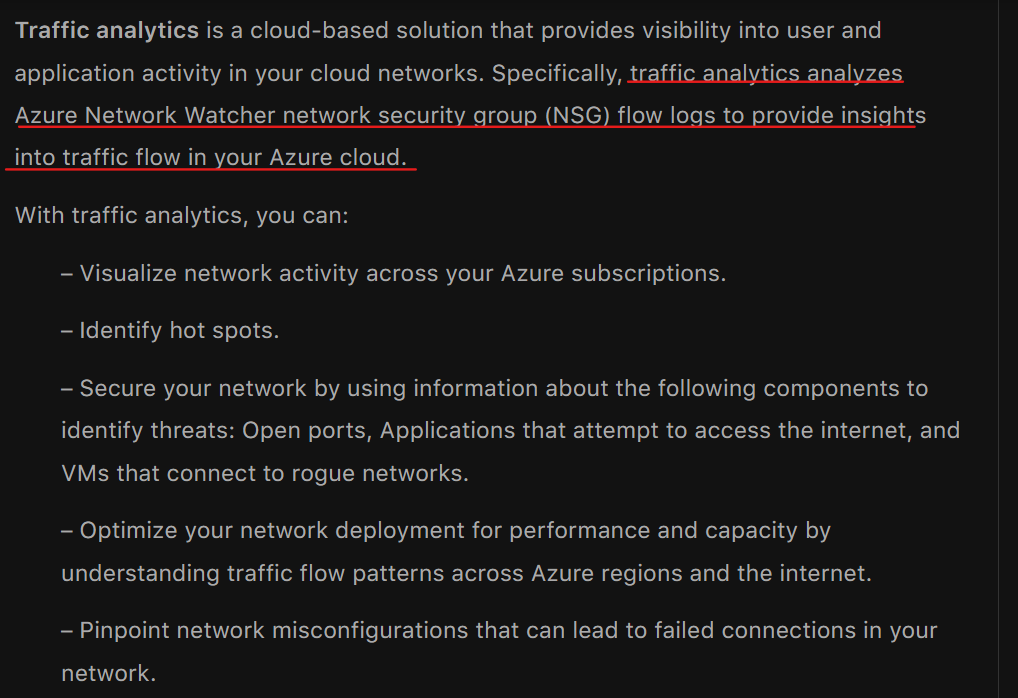 Traffic analytics is a cloud-based solution that provides visibility into user and
application activity in your cloud networks. Specifically, traffic analytics analyzes
Azure Network Watcher network security group (NSG) flow logs to provide insights
into traffic flow in your Azure cloud.
With traffic analytics, you can:
– Visualize network activity across your Azure subscriptions.
– Identify hot spots.
– Secure your network by using information about the following components to
identify threats: Open ports, Applications that attempt to access the internet, and
VMs that connect to rogue networks.
– Optimize your network deployment for performance and capacity by
understanding traffic flow patterns across Azure regions and the internet.
– Pinpoint network misconfigurations that can lead to failed connections in your
network.